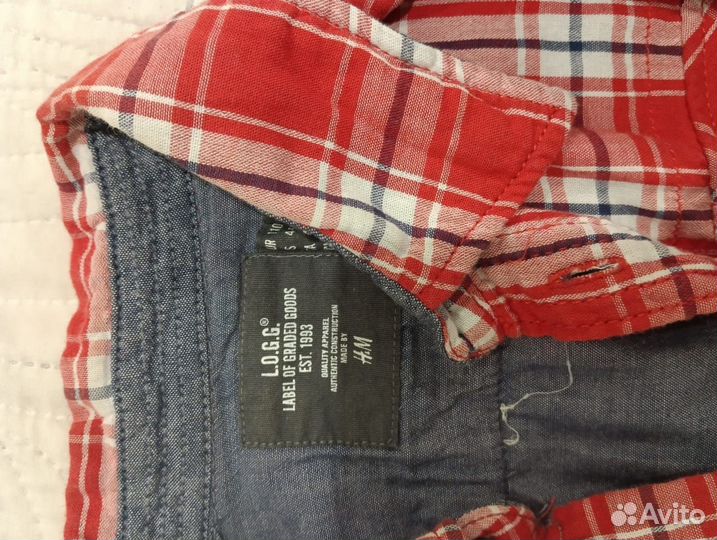 L.O.G.G.®
LABEL OF GRADED GOODS
EST. 1993
QUALITY APPAREL
AUTHENTIC CONSTRUCTION
MADE BY
H&M
Avito